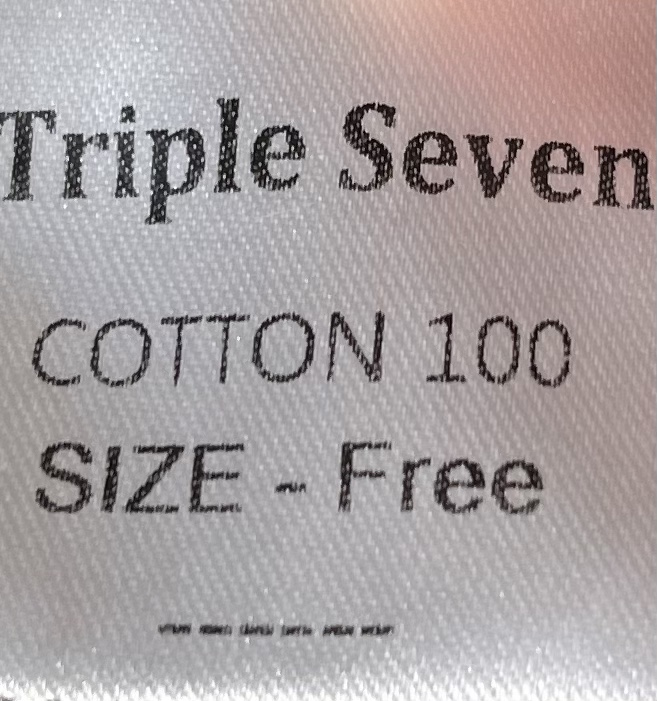 Triple Seven
COTTON 100
SIZE - Free
------